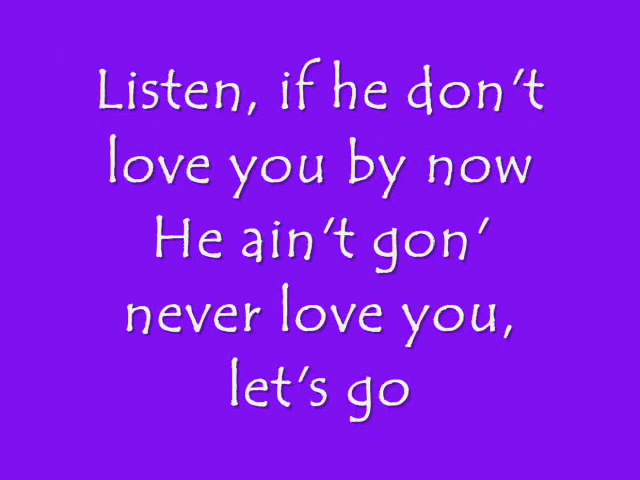 Listen, if he don't
love you by now
He ain't gon'
never love you,
let's go